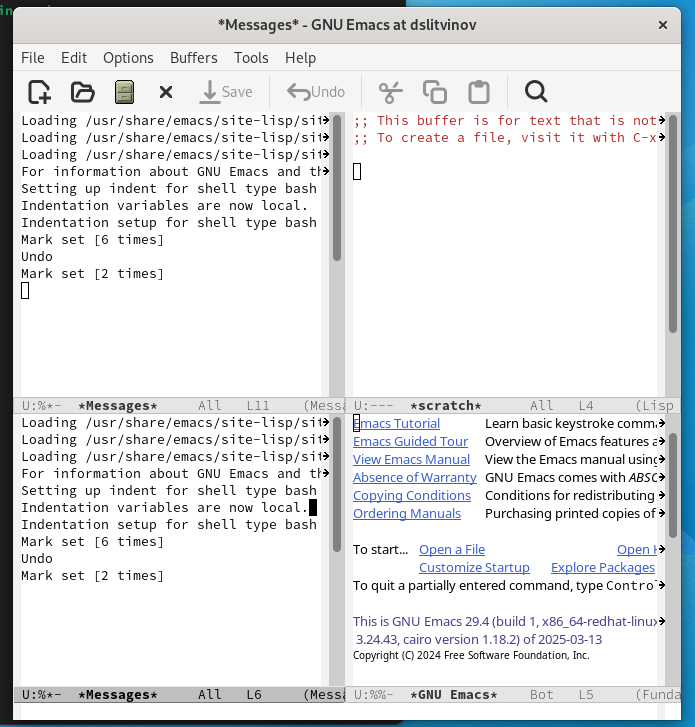 in
*Messages* - GNU Emacs at dslitvinov
File Edit Options Buffers Tools Help
Save Undo
Loading /usr/share/emacs/site-lisp/sit
Loading /usr/share/emacs/site-lisp/sit
Loading /usr/share/emacs/site-lisp/sit
For information about GNU Emacs and th
Setting up indent for shell type bash
Indentation variables are now local.
Indentation setup for shell type bash
Mark set [6 times]
Undo
Mark set [2 times]
U:%*- *Messages* All L11 (Messa
;; This buffer is for text that is not
;; To create a file, visit it with C-x
U:--- *scratch* All L4 (Lisp
Loading /usr/share/emacs/site-lisp/sit
Loading /usr/share/emacs/site-lisp/sit
Loading /usr/share/emacs/site-lisp/sit
For information about GNU Emacs and th
Setting up indent for shell type bash
Indentation variables are now local.
Indentation setup for shell type bash
Mark set [6 times]
Undo
Mark set [2 times]
U:%*- *Messages* All L6 (Messa
Emacs Tutorial Learn basic keystroke comma
Emacs Guided Tour Overview of Emacs features a
View Emacs Manual View the Emacs manual using
Absence of Warranty GNU Emacs comes with ABSO
Copying Conditions Conditions for redistributing
Ordering Manuals Purchasing printed copies of
To start... Open a File Open H
Customize Startup Explore Packages
To quit a partially entered command, type Contro
This is GNU Emacs 29.4 (build 1, x86_64-redhat-linux
3.24.43, cairo version 1.18.2) of 2025-03-13
Copyright (C) 2024 Free Software Foundation, Inc.
U:%%- *GNU Emacs* Bot L5 (Funda